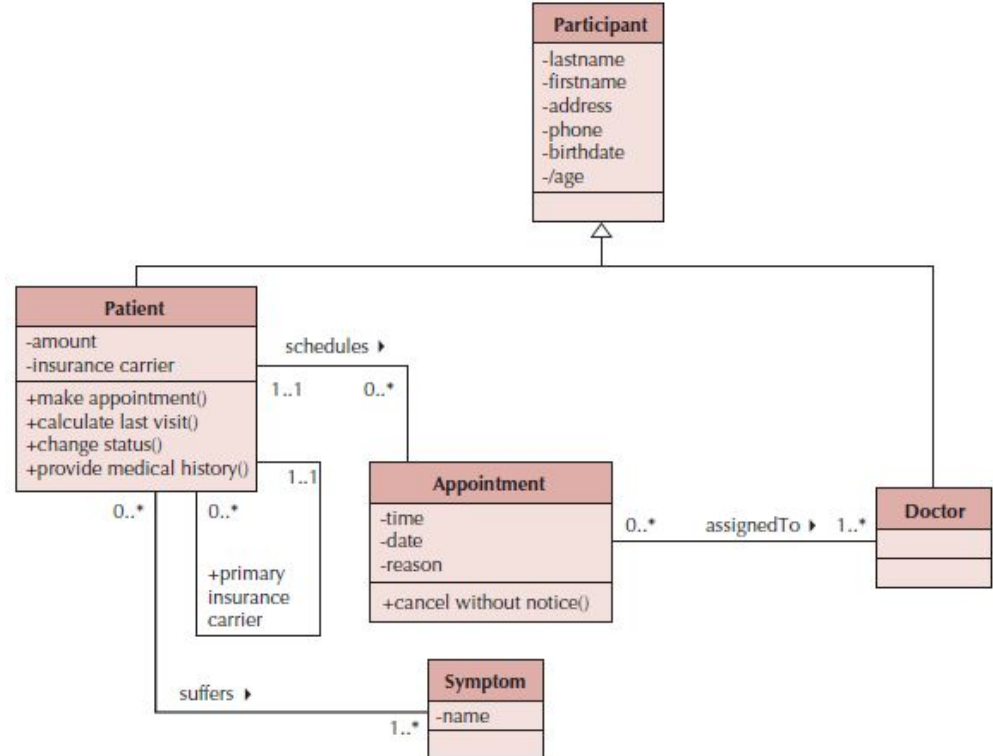 Participant
-lastname
-firstname
-address
-phone
-birthdate
-/age
Patient
-amount
-insurance carrier
+make appointment()
+calculate last visit()
+change status()
+provide medical history()
schedules ▸
1..1
0..*
1..1
0..*
0..*
+primary
insurance
carrier
Appointment
-time
-date
-reason
+cancel without notice()
0..*
assignedTo ▸
1..*
Doctor
suffers ▸
1..*
Symptom
-name